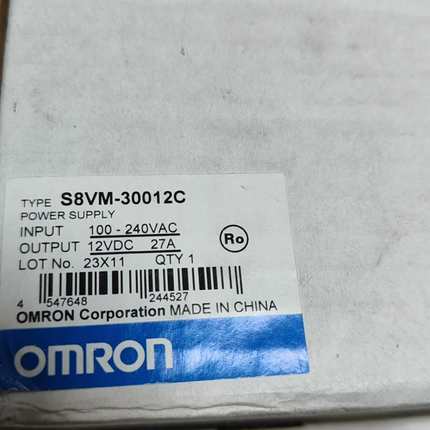 TYPE S8VM-30012C
POWER SUPPLY
INPUT 100 - 240VAC
OUTPUT 12VDC 27A
Ro
LOT No. 23X11 QTY 1
4 547648 244527
OMRON Corporation MADE IN CHINA
OMRON